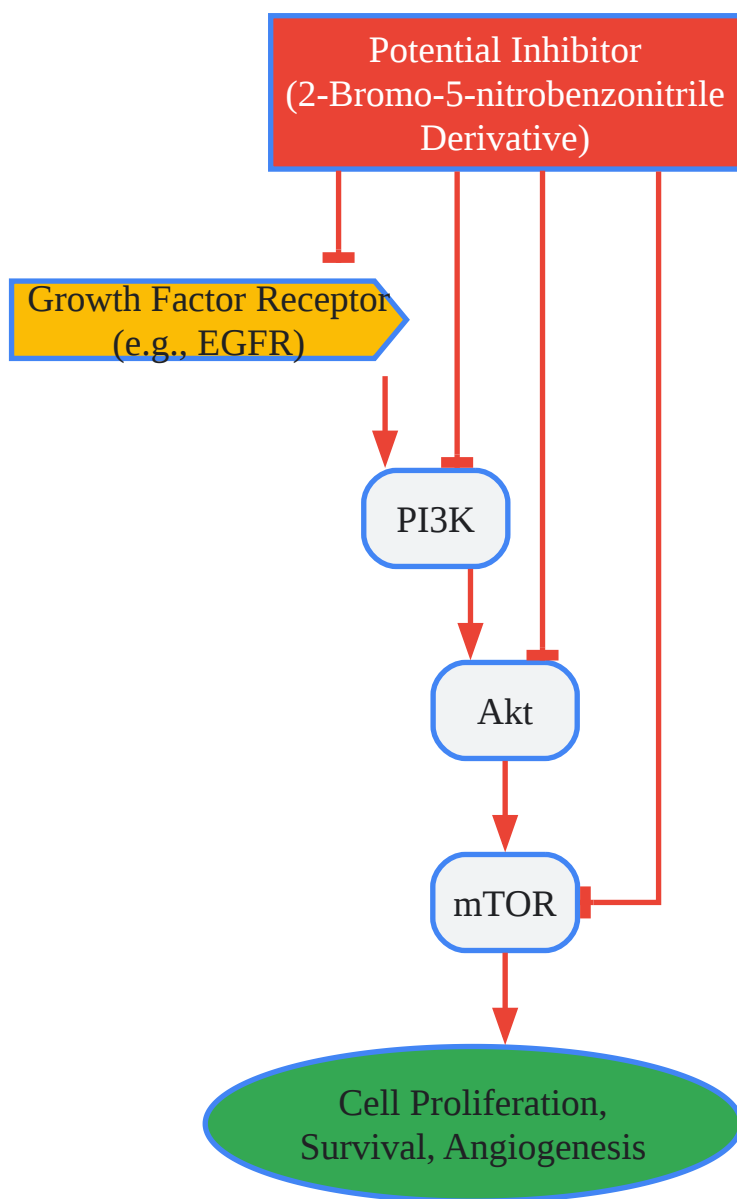 Potential Inhibitor
(2-Bromo-5-nitrobenzonitrile
Derivative)
Growth Factor Receptor
(e.g., EGFR)
PI3K
Akt
mTOR
Cell Proliferation,
Survival, Angiogenesis